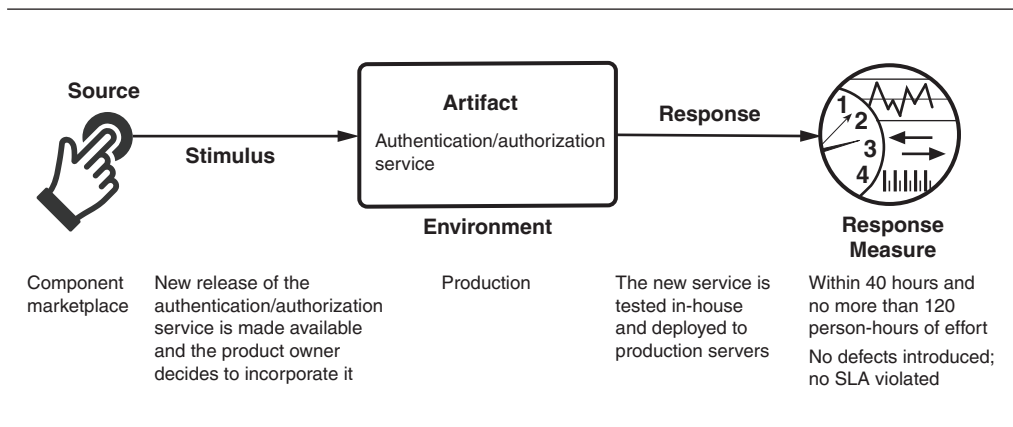 Source
Stimulus
Artifact
Authentication/authorization
service
Environment
Response
1
2
3
4
Response
Measure
Component
marketplace
New release of the
authentication/authorization
service is made available
and the product owner
decides to incorporate it
Production
The new service is
tested in-house
and deployed to
production servers
Within 40 hours and
no more than 120
person-hours of effort
No defects introduced;
no SLA violated